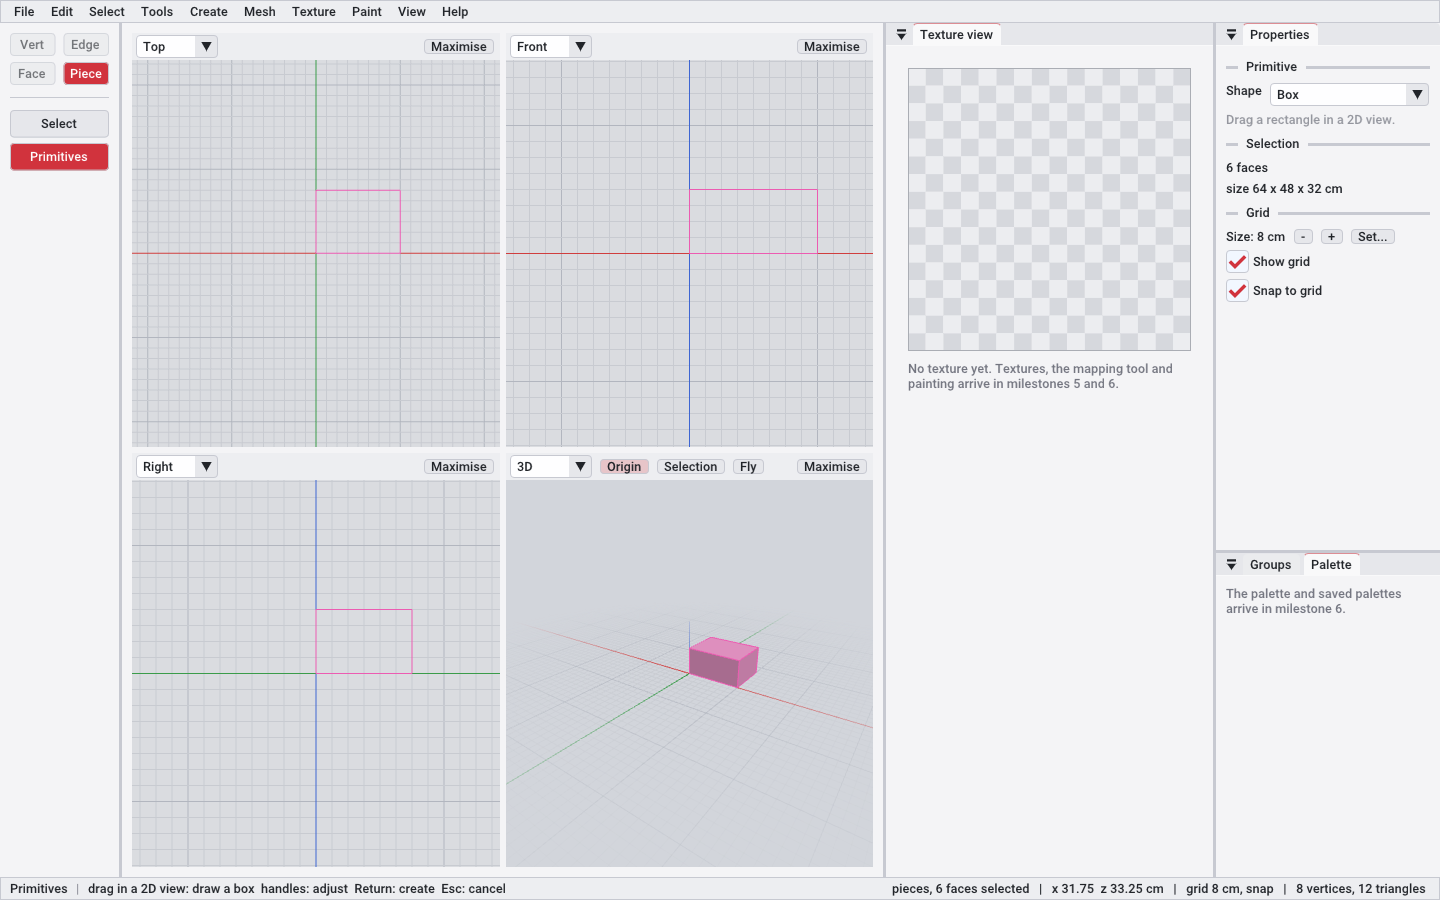 File Edit Select Tools Create Mesh Texture Paint View Help
Vert Edge
Face Piece
Select
Primitives
Top Maximise
Front Maximise
Right Maximise
3D Origin Selection Fly Maximise
Texture view
No texture yet. Textures, the mapping tool and
painting arrive in milestones 5 and 6.
Properties
Primitive
Shape Box
Drag a rectangle in a 2D view.
Selection
6 faces
size 64 x 48 x 32 cm
Grid
Size: 8 cm - + Set...
Show grid
Snap to grid
Groups Palette
The palette and saved palettes
arrive in milestone 6.
Primitives | drag in a 2D view: draw a box handles: adjust Return: create Esc: cancel
pieces, 6 faces selected | x 31.75 z 33.25 cm | grid 8 cm, snap | 8 vertices, 12 triangles